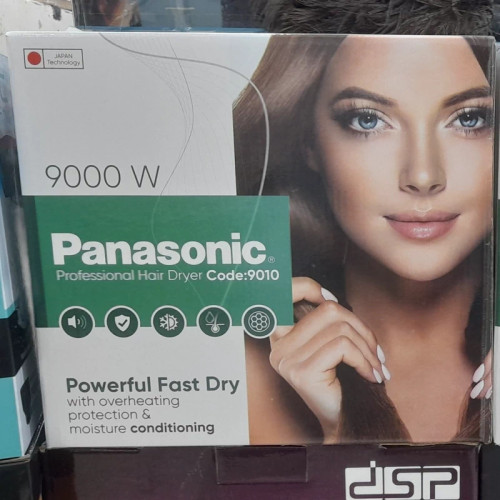 JAPAN
Technology
9000 W
Panasonic®
Professional Hair Dryer Code:9010
Powerful Fast Dry
with overheating
protection &
moisture conditioning
dsp